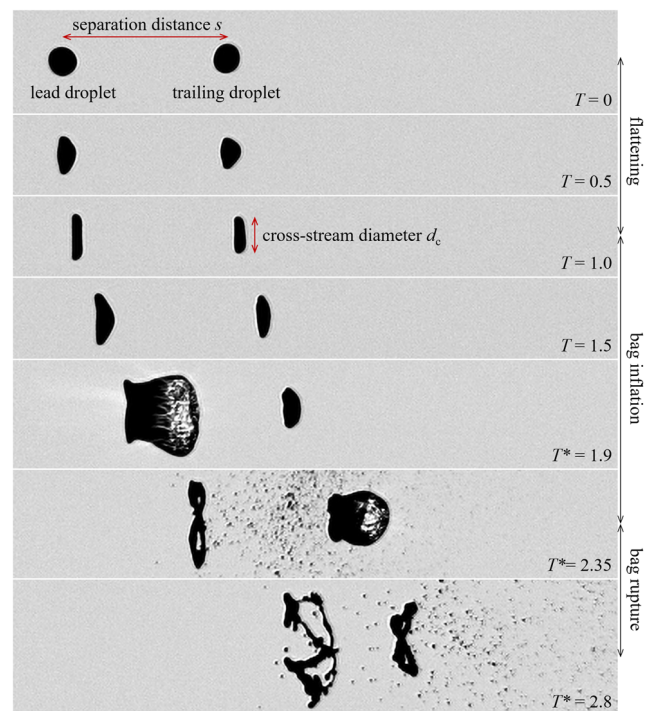 separation distance s
lead droplet
trailing droplet
T = 0
flattening
T = 0.5
cross-stream diameter dc
T = 1.0
T = 1.5
bag inflation
T* = 1.9
T*= 2.35
bag rupture
T* = 2.8